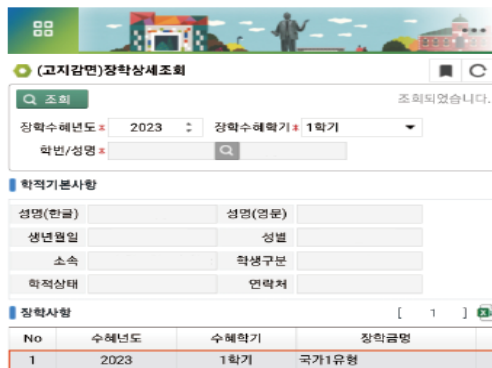 (고지감면)장학상세조회
조회
조회되었습니다.
장학수혜년도 * 2023 장학수혜학기 * 1학기
학번/성명 *
학적기본사항
성명(한글) 성명(영문)
생년월일 성별
소속 학생구분
학적상태 연락처
장학사항 [ 1 ]
No 수혜년도 수혜학기 장학금명
1 2023 1학기 국가1유형